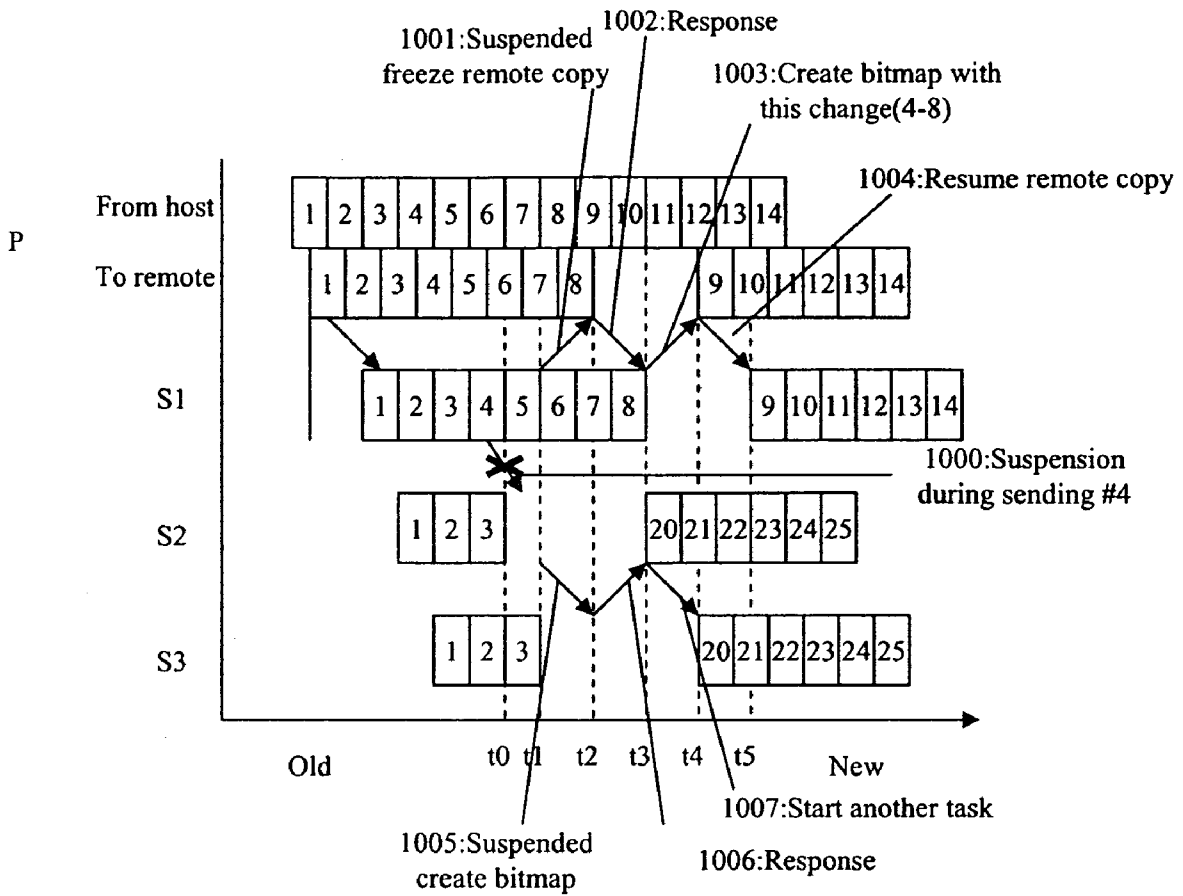 1002:Response
1001:Suspended
freeze remote copy
1003:Create bitmap with
this change(4-8)
1004:Resume remote copy
From host
1 2 3 4 5 6 7 8 9 10 11 12 13 14
P
To remote
1 2 3 4 5 6 7 8 9 10 11 12 13 14
S1
1 2 3 4 5 6 7 8 9 10 11 12 13 14
1000:Suspension
during sending #4
S2
1 2 3 20 21 22 23 24 25
S3
1 2 3 20 21 22 23 24 25
Old
t0 t1 t2 t3 t4 t5
New
1007:Start another task
1005:Suspended
create bitmap
1006:Response